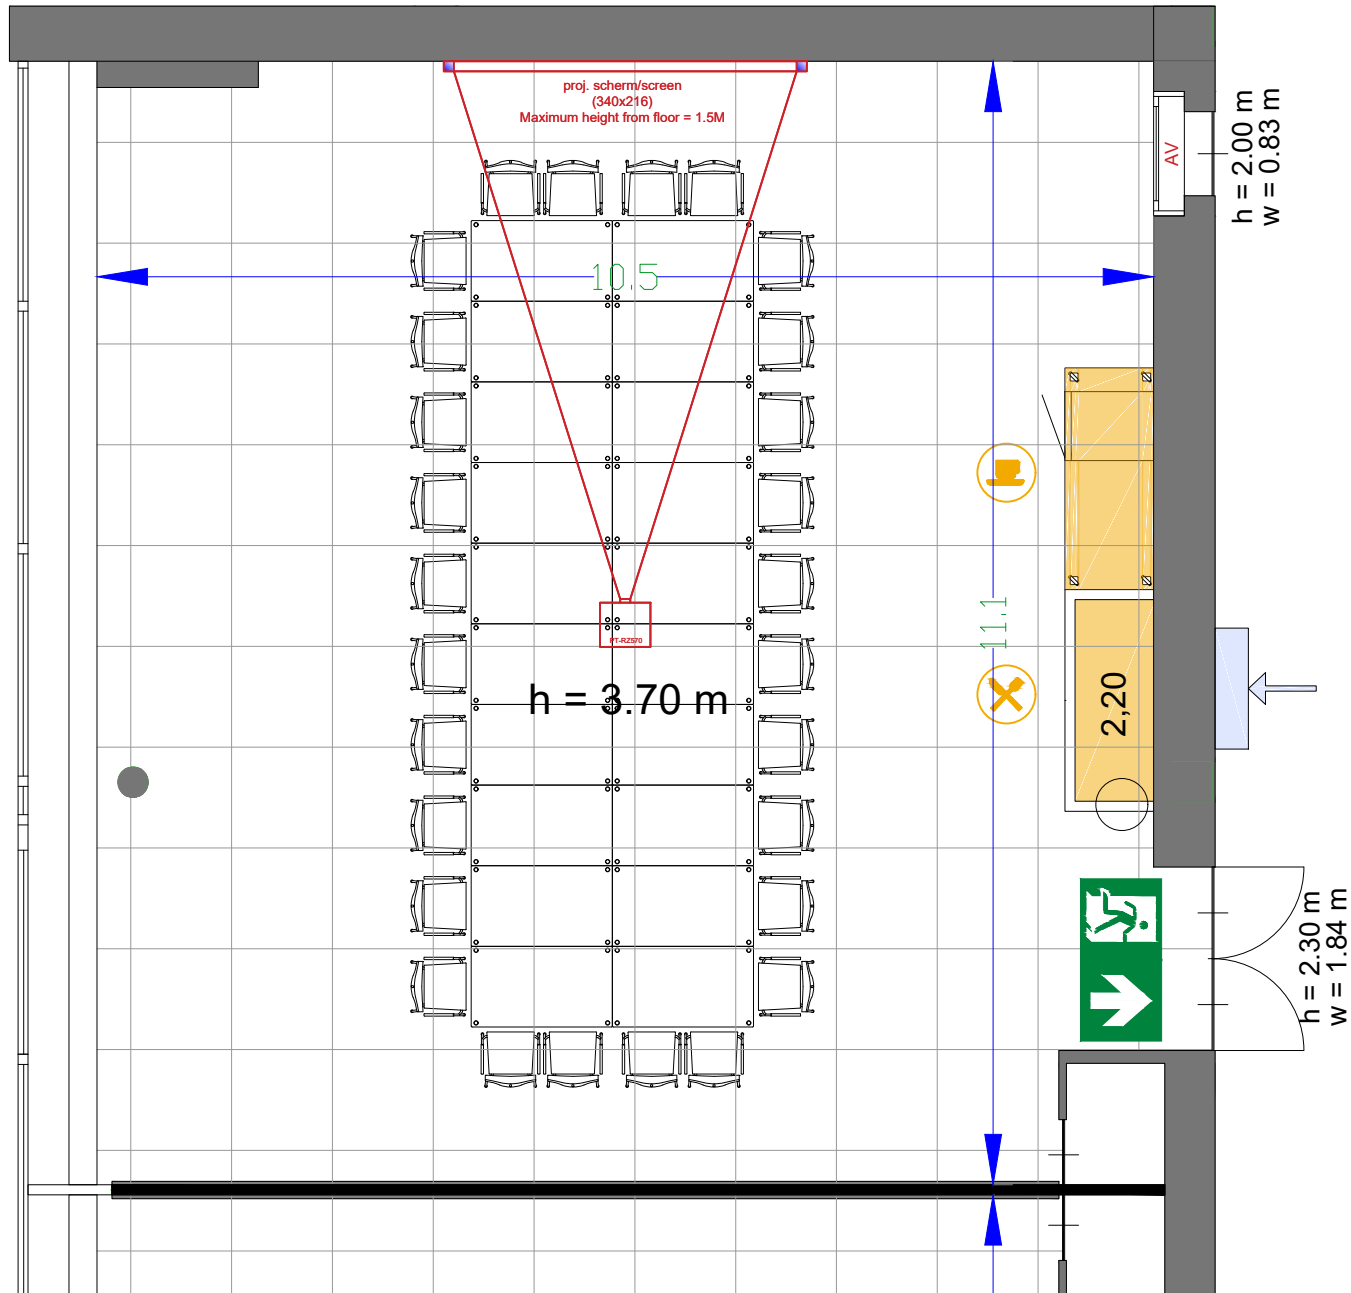 proj. scherm/screen
(340x216)
Maximum height from floor = 1.5M
AV
h = 2.00 m
w = 0.83 m
10,5
11,1
PT-RZ570
h = 3.70 m
2,20
h = 2.30 m
w = 1.84 m